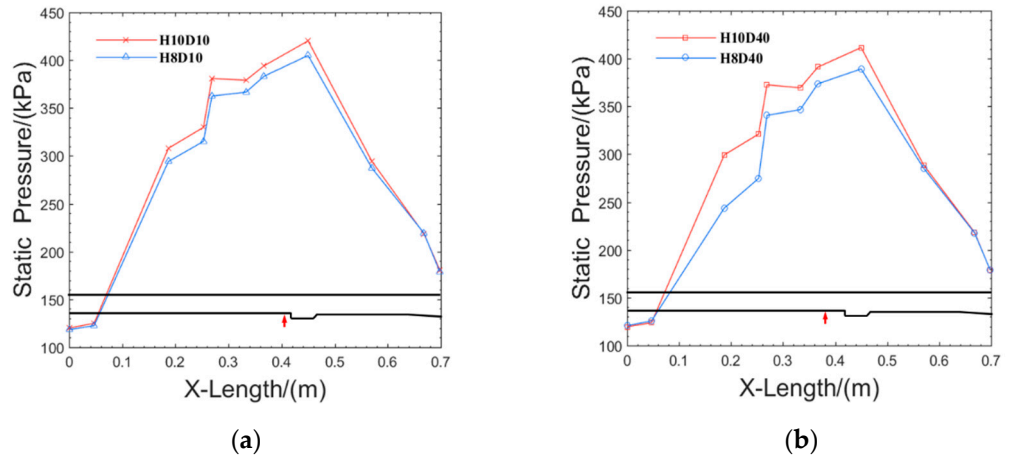 450
400
350
300
250
200
150
100
Static Pressure/(kPa)
H10D10
H8D10
0 0.1 0.2 0.3 0.4 0.5 0.6 0.7
X-Length/(m)
(a)
450
400
350
300
250
200
150
100
Static Pressure/(kPa)
H10D40
H8D40
0 0.1 0.2 0.3 0.4 0.5 0.6 0.7
X-Length/(m)
(b)